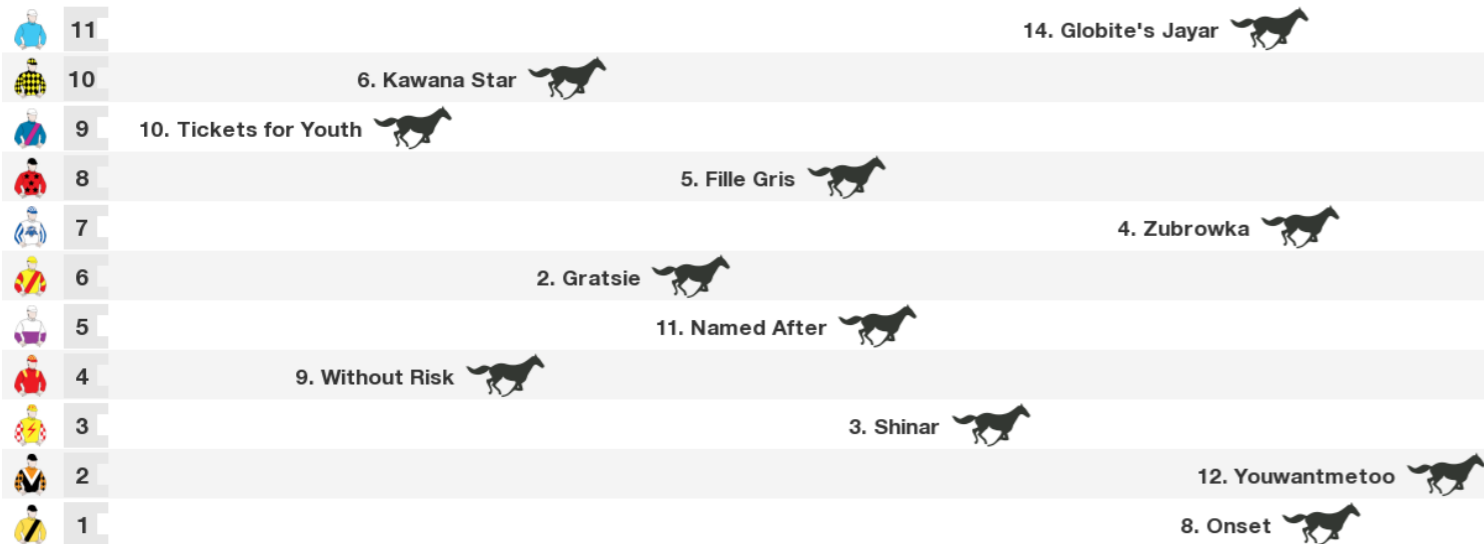 11 14. Globite's Jayar
10 6. Kawana Star
9 10. Tickets for Youth
8 5. Fille Gris
7 4. Zubrowka
6 2. Gratsie
5 11. Named After
4 9. Without Risk
3 3. Shinar
2 12. Youwantmetoo
1 8. Onset